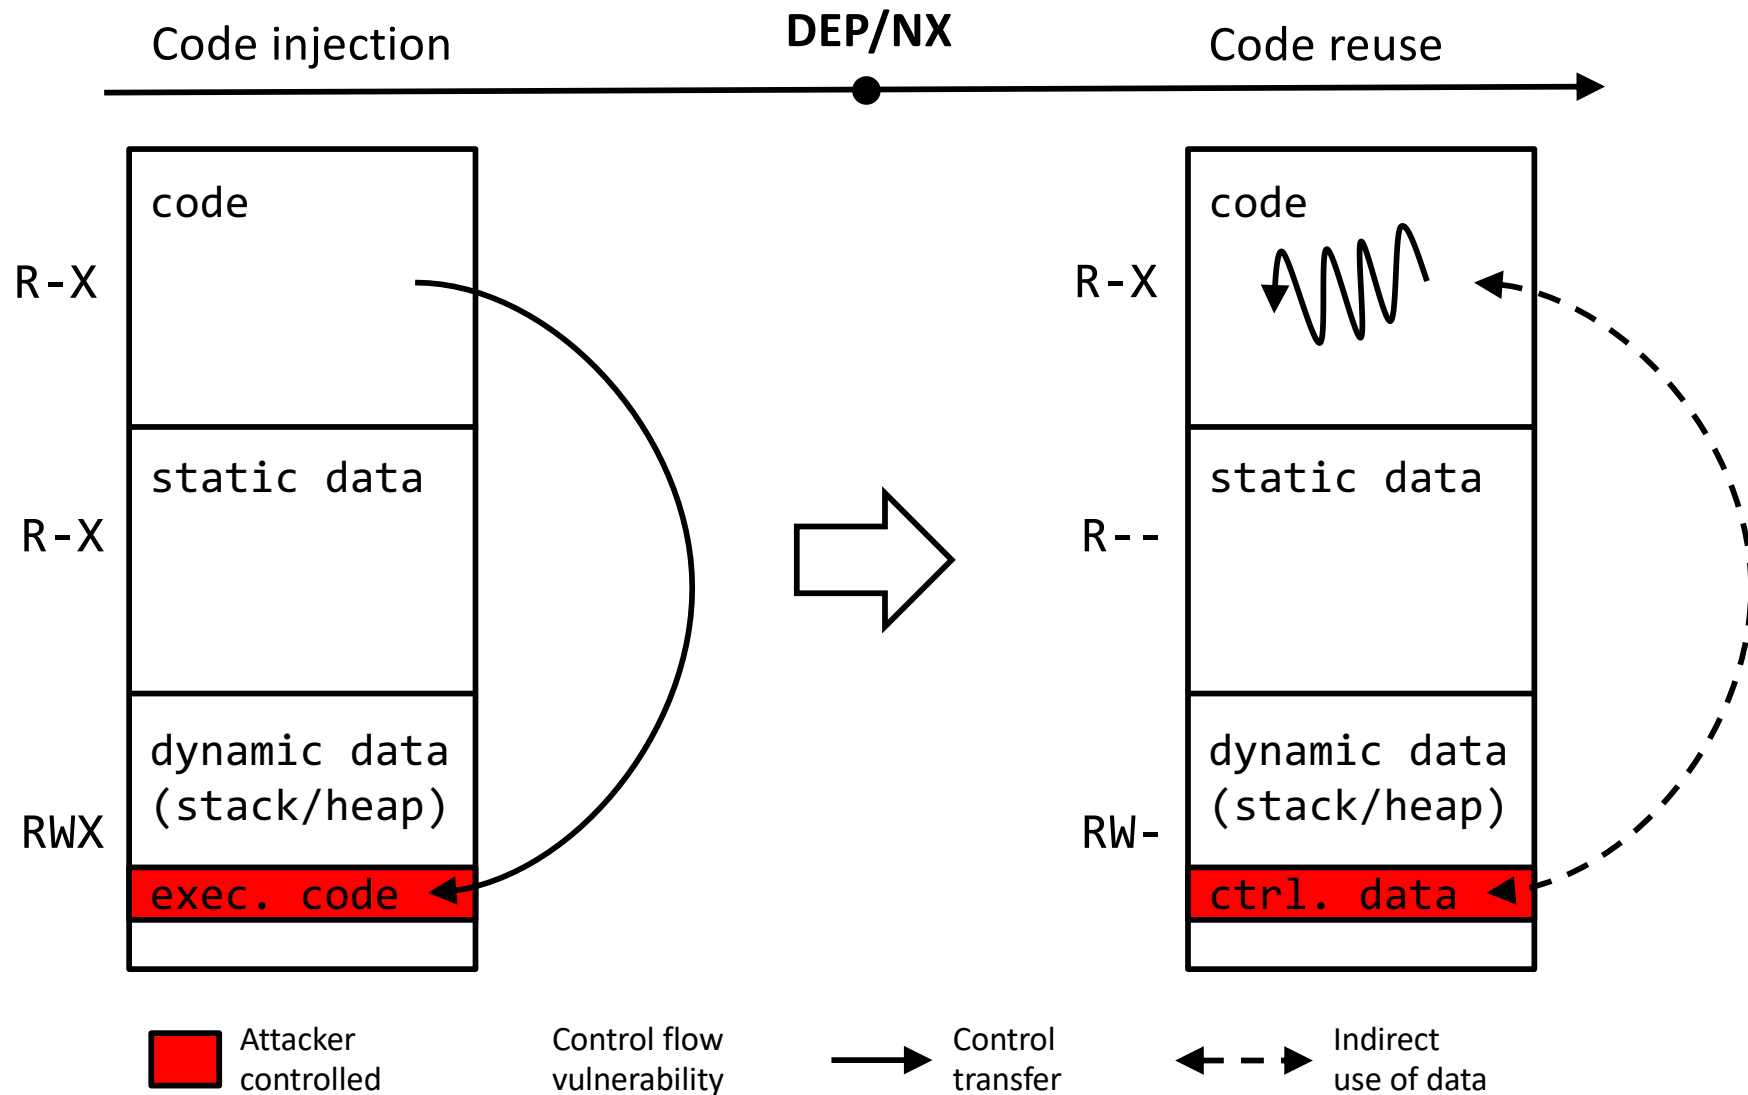 Code injection
DEP/NX
Code reuse
code
R-X
static data
R-X
dynamic data
(stack/heap)
RWX
exec. code
code
R-X
static data
R--
dynamic data
(stack/heap)
RW-
ctrl. data
Attacker
controlled
Control flow
vulnerability
Control
transfer
Indirect
use of data